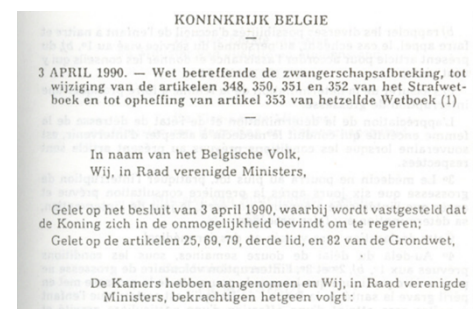 KONINKRIJK BELGIE
3 APRIL 1990. — Wet betreffende de zwangerschapsafbreking, tot
wijziging van de artikelen 348, 350, 351 en 352 van het Strafwet-
boek en tot opheffing van artikel 353 van hetzelfde Wetboek (1)
In naam van het Belgische Volk,
Wij, in Raad verenigde Ministers,
Gelet op het besluit van 3 april 1990, waarbij wordt vastgesteld dat
de Koning zich in de onmogelijkheid bevindt om te regeren;
Gelet op de artikelen 25, 69, 79, derde lid, en 82 van de Grondwet,
De Kamers hebben aangenomen en Wij, in Raad verenigde
Ministers, bekrachtigen hetgeen volgt :